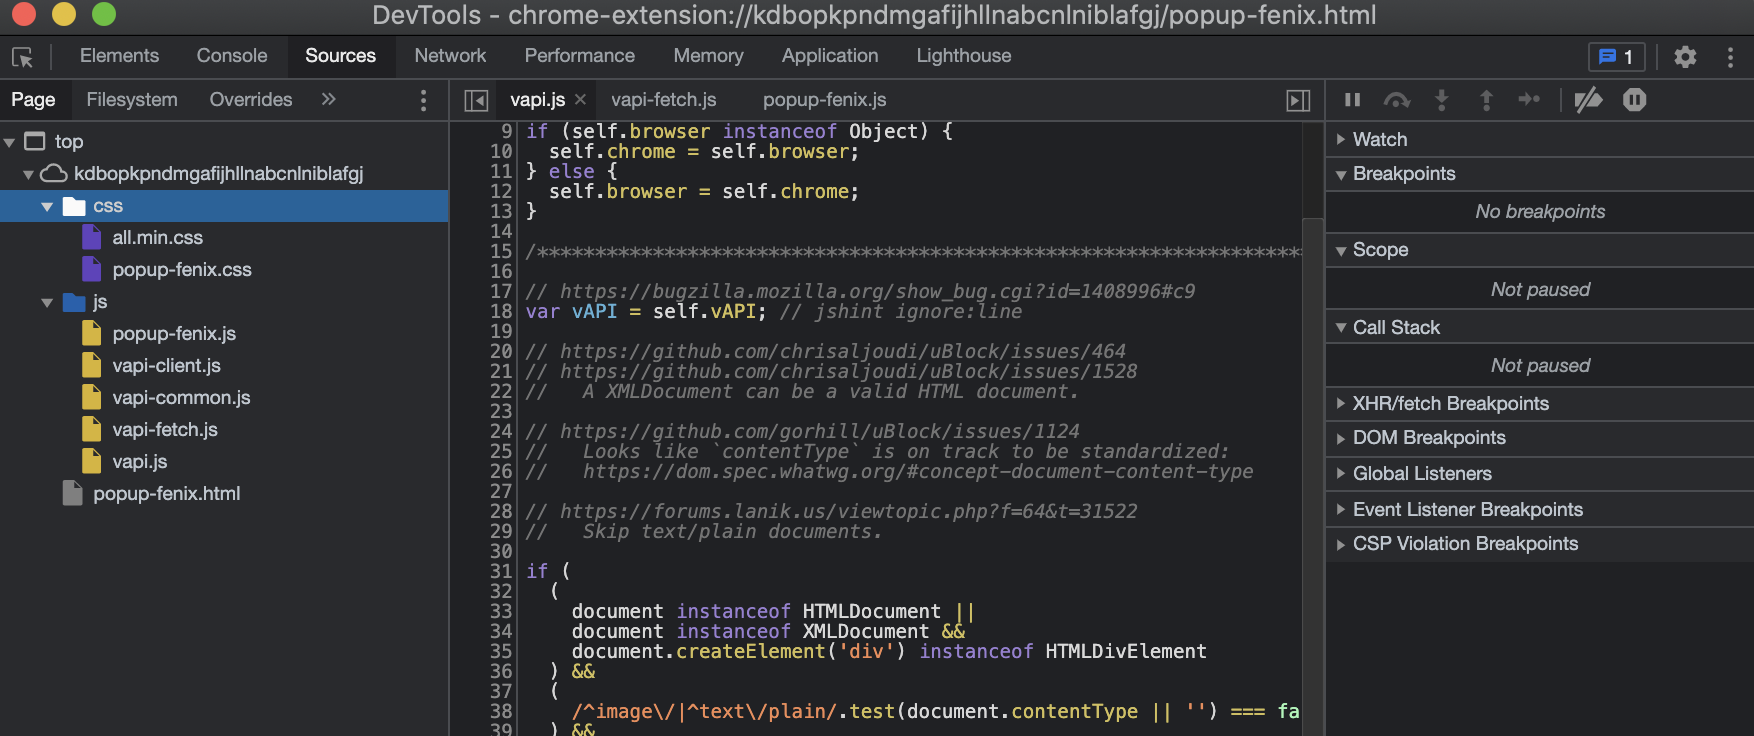 DevTools - chrome-extension://kdbopkpndmgafijhllnabcnlniblafgj/popup-fenix.html
Elements Console Sources Network Performance Memory Application Lighthouse 1
Page Filesystem Overrides »
top
kdbopkpndmgafijhllnabcnlniblafgj
css
all.min.css
popup-fenix.css
js
popup-fenix.js
vapi-client.js
vapi-common.js
vapi-fetch.js
vapi.js
popup-fenix.html
vapi.js × vapi-fetch.js popup-fenix.js
9 if (self.browser instanceof Object) {
10 self.chrome = self.browser;
11 } else {
12 self.browser = self.chrome;
13 }
14
15 /*******************************************************************
16
17 // https://bugzilla.mozilla.org/show_bug.cgi?id=1408996#c9
18 var vAPI = self.vAPI; // jshint ignore:line
19
20 // https://github.com/chrisaljoudi/uBlock/issues/464
21 // https://github.com/chrisaljoudi/uBlock/issues/1528
22 // A XMLDocument can be a valid HTML document.
23
24 // https://github.com/gorhill/uBlock/issues/1124
25 // Looks like `contentType` is on track to be standardized:
26 // https://dom.spec.whatwg.org/#concept-document-content-type
27
28 // https://forums.lanik.us/viewtopic.php?f=64&t=31522
29 // Skip text/plain documents.
30
31 if (
32 (
33 document instanceof HTMLDocument ||
34 document instanceof XMLDocument &&
35 document.createElement('div') instanceof HTMLDivElement
36 ) &&
37 (
38 /^image\/|^text\/plain/.test(document.contentType || '') === fa
39 ) &&
Watch
Breakpoints
No breakpoints
Scope
Not paused
Call Stack
Not paused
XHR/fetch Breakpoints
DOM Breakpoints
Global Listeners
Event Listener Breakpoints
CSP Violation Breakpoints